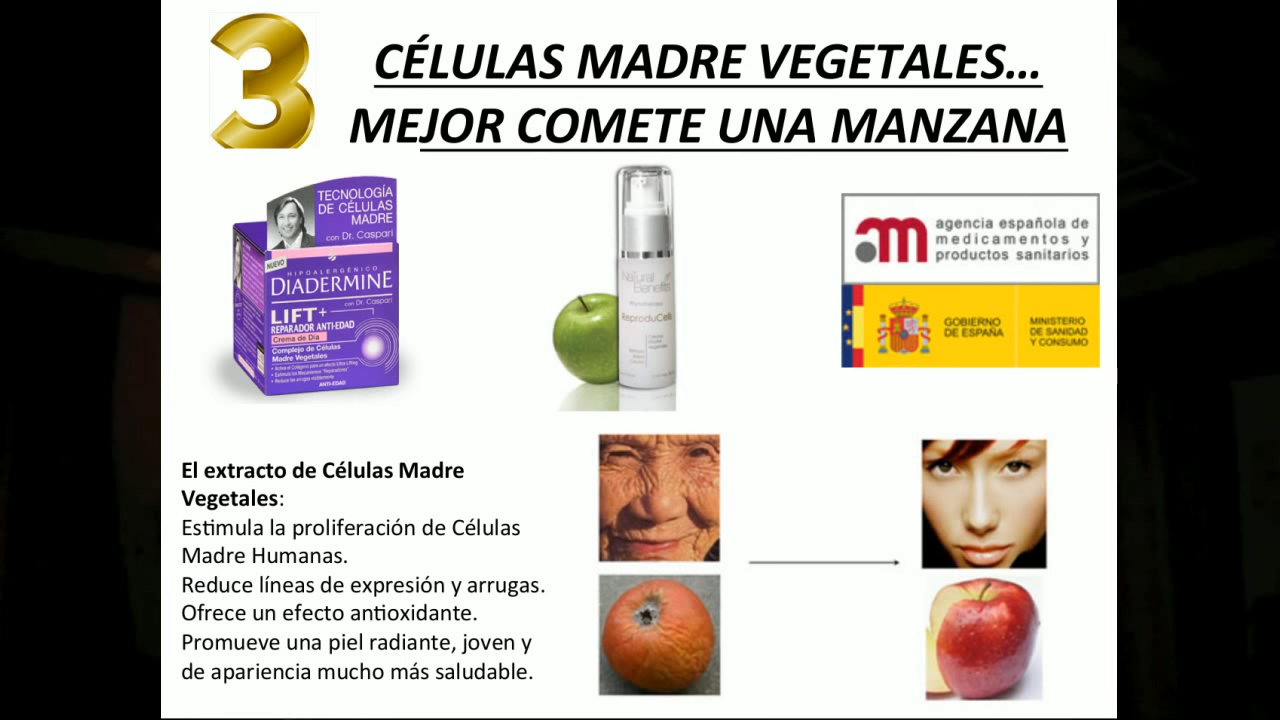 3
CÉLULAS MADRE VEGETALES...
MEJOR COMETE UNA MANZANA
TECNOLOGÍA
DE CÉLULAS
MADRE
con Dr. Caspari
NUEVO
HIPOALERGÉNICO
DIADERMINE
con Dr. Caspari
LIFT+
REPARADOR ANTI-EDAD
Crema de Día
Complejo de Células
Madre Vegetales
ANTI-EDAD
Natural
Benefits
ReproduCells
agencia española de
medicamentos y
productos sanitarios
GOBIERNO
DE ESPAÑA
MINISTERIO
DE SANIDAD
Y CONSUMO
El extracto de Células Madre
Vegetales:
Estimula la proliferación de Células
Madre Humanas.
Reduce líneas de expresión y arrugas.
Ofrece un efecto antioxidante.
Promueve una piel radiante, joven y
de apariencia mucho más saludable.